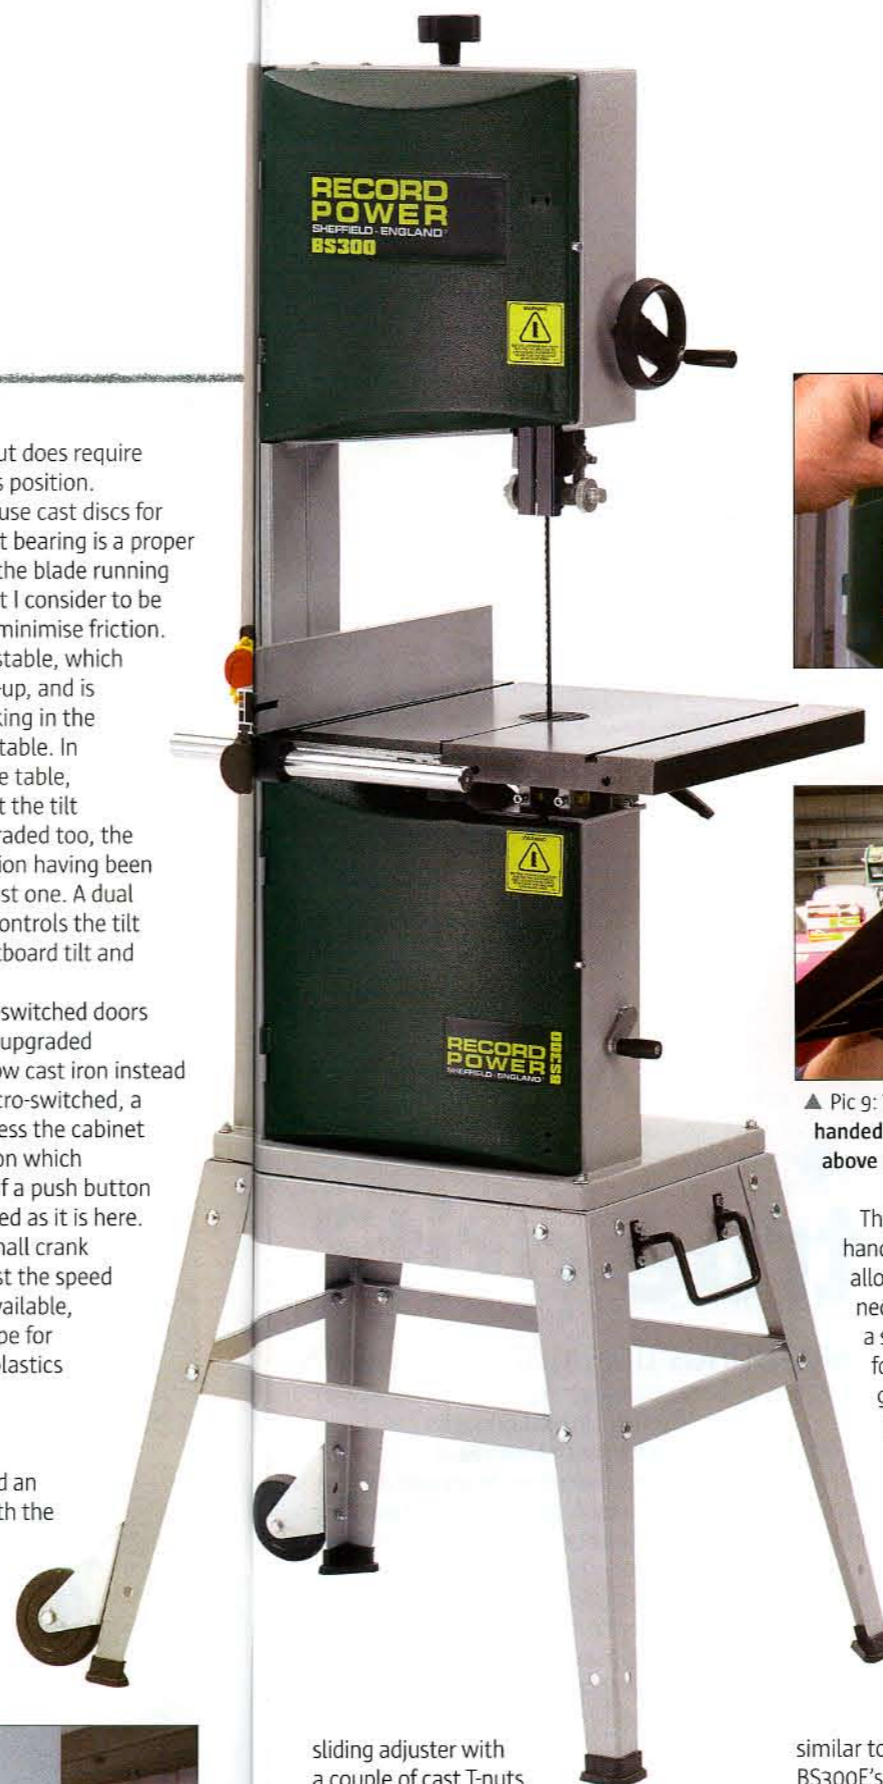 RECORD
POWER
SHEFFIELD · ENGLAND
BS300
WARNING
ut does require
s position.
use cast discs for
t bearing is a proper
the blade running
t I consider to be
minimise friction.
stable, which
-up, and is
king in the
table. In
e table,
t the tilt
raded too, the
tion having been
st one. A dual
ontrols the tilt
tboard tilt and
switched doors
upgraded
ow cast iron instead
cro-switched, a
ess the cabinet
on which
f a push button
ed as it is here.
mall crank
st the speed
vailable,
pe for
plastics
d an
th the
RECORD
POWER
SHEFFIELD · ENGLAND
BS300
▲ Pic 9:
handed
above
Th
hand
allo
nec
a s
fo
g
sliding adjuster with
a couple of cast T-nuts
similar to
BS300E's